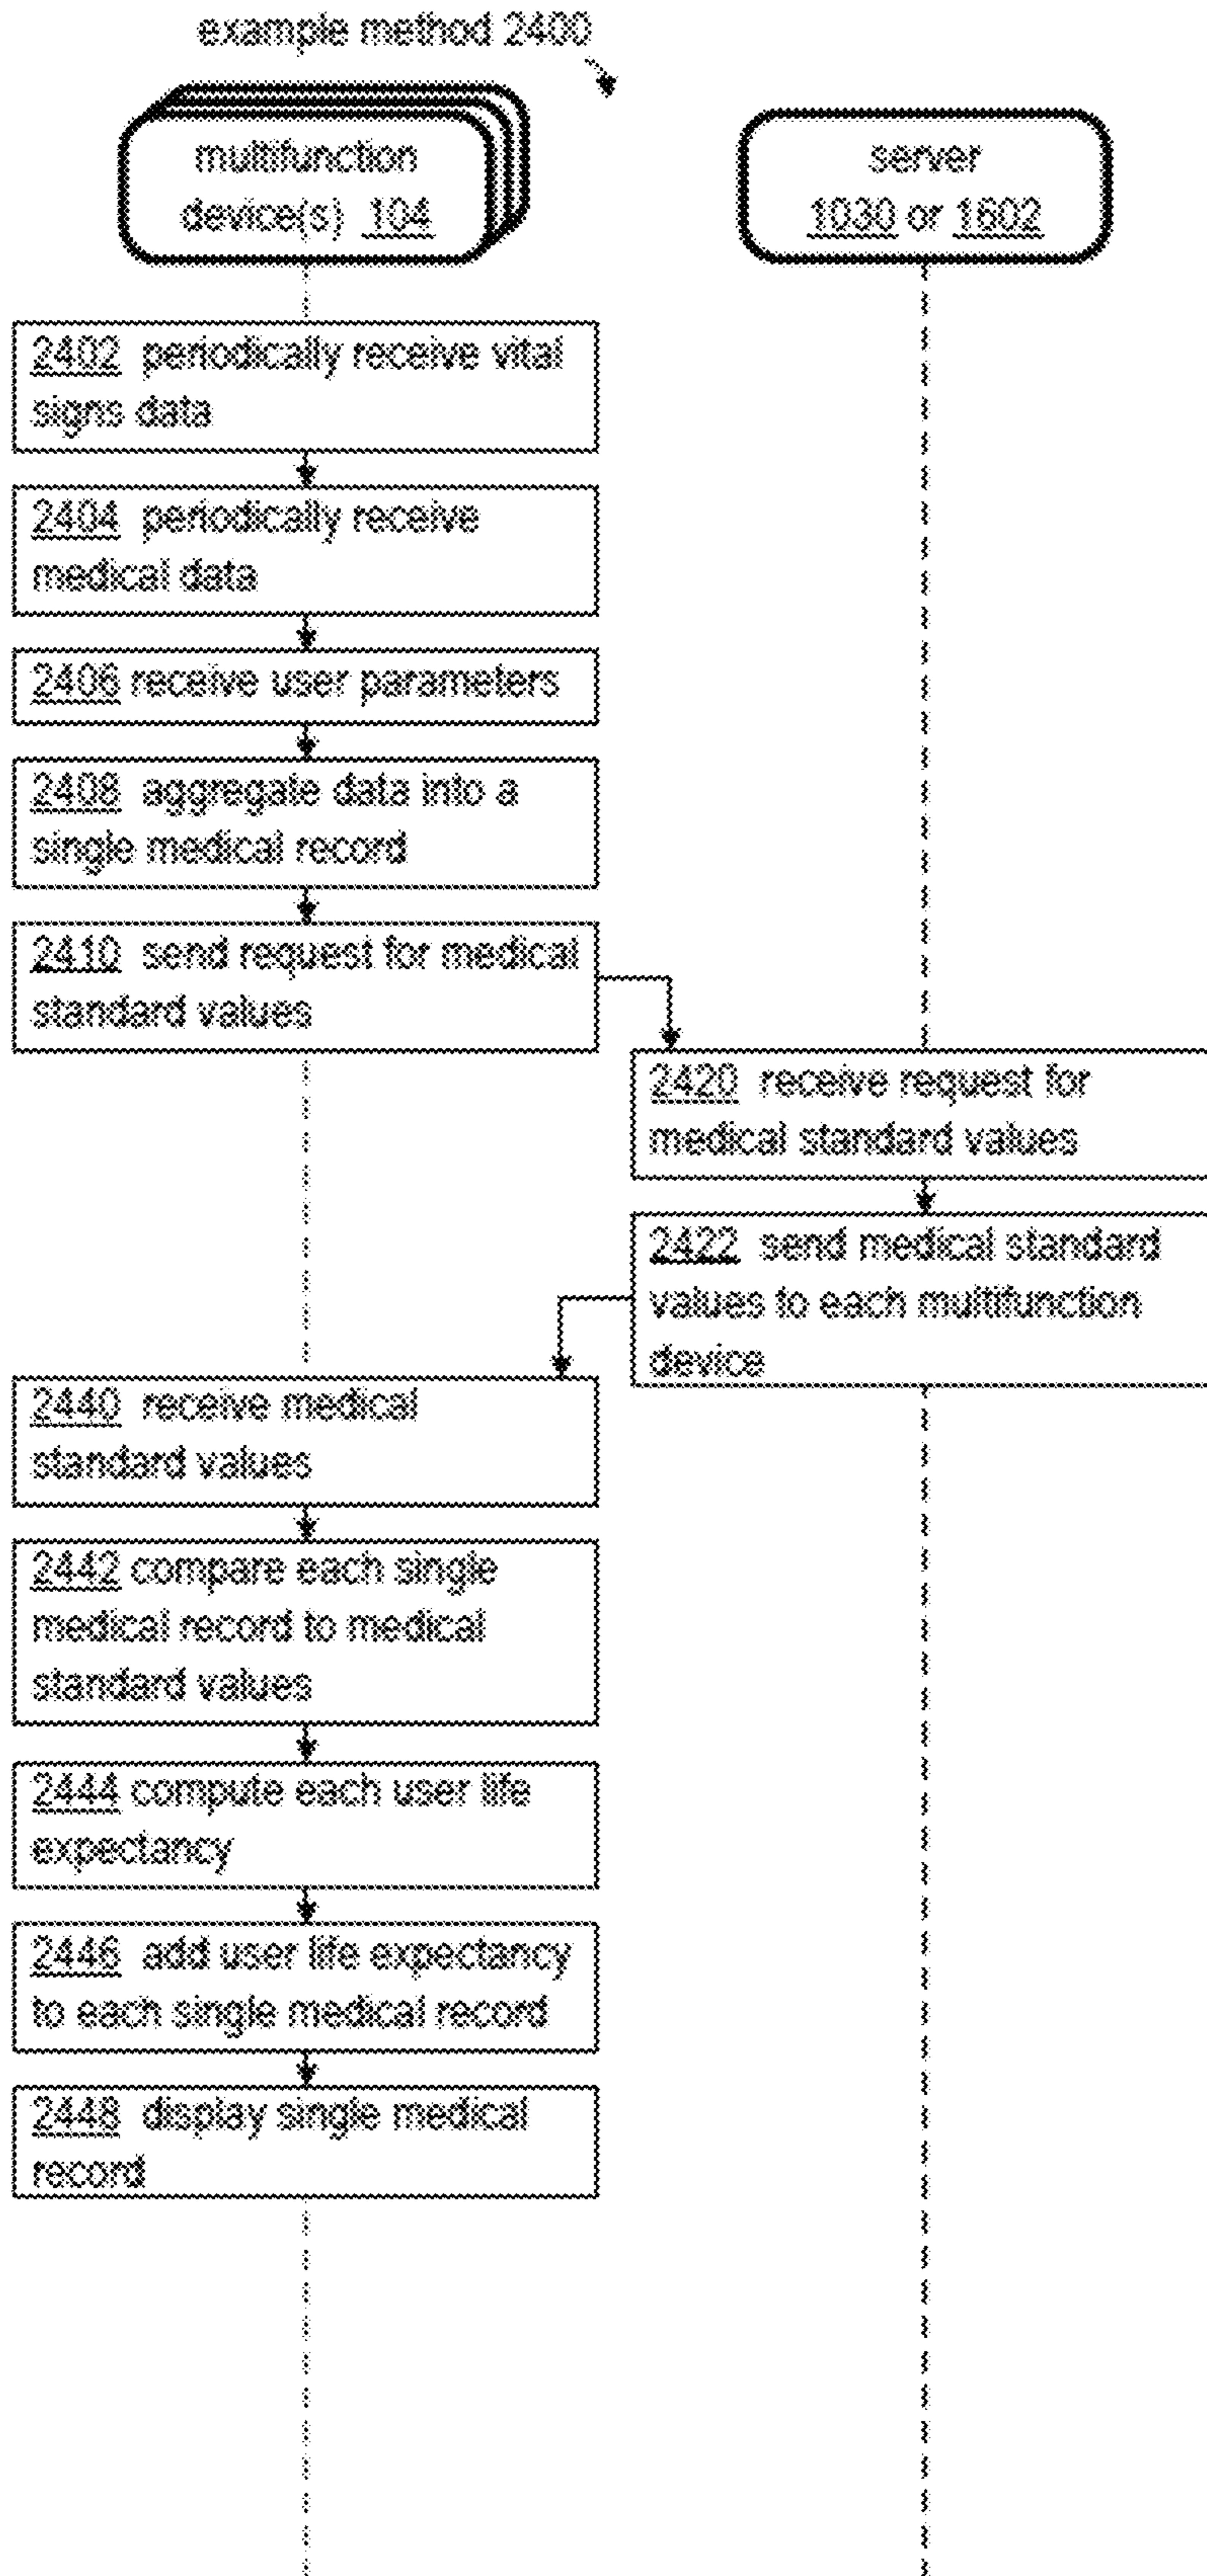 example method 2400
multifunction
device(s) 104
server
1030 or 1602
2402 periodically receive vital
signs data
2404 periodically receive
medical data
2406 receive user parameters
2408 aggregate data into a
single medical record
2410 send request for medical
standard values
2420 receive request for
medical standard values
2422 send medical standard
values to each multifunction
device
2440 receive medical
standard values
2442 compare each single
medical record to medical
standard values
2444 compute each user life
expectancy
2446 add user life expectancy
to each single medical record
2448 display single medical
record